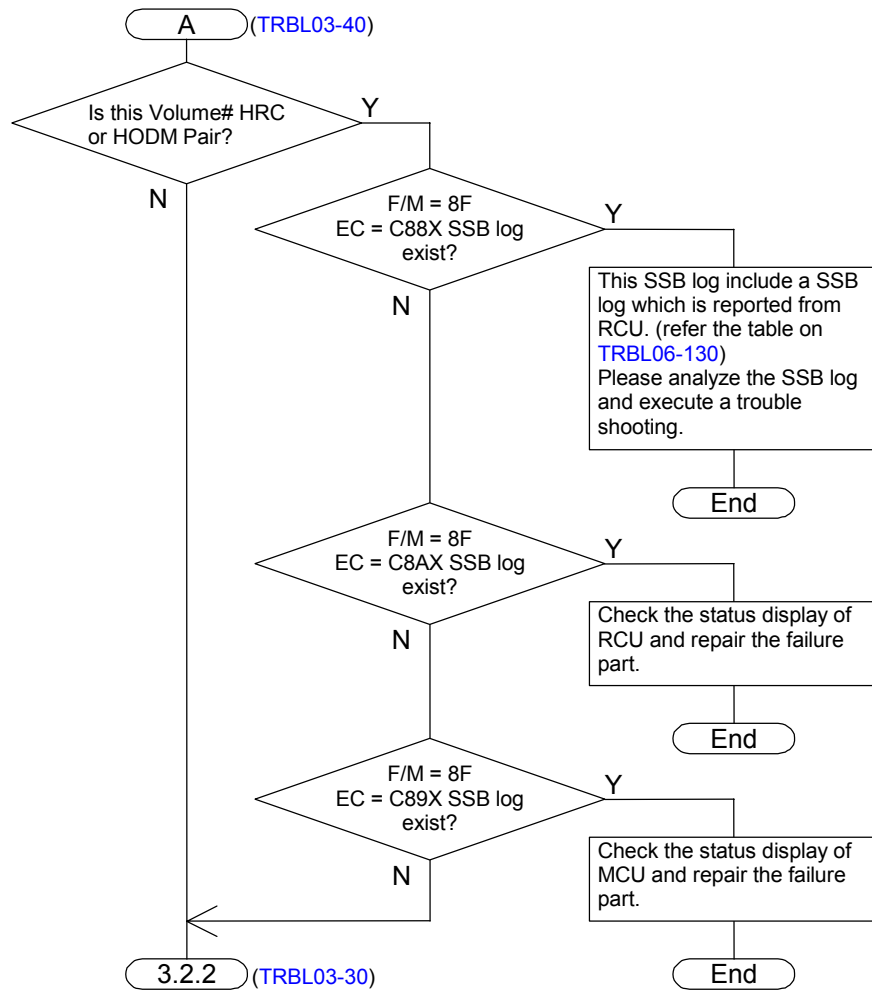 A (TRBL03-40)
Is this Volume# HRC
or HODM Pair?
Y
N
F/M = 8F
EC = C88X SSB log
exist?
Y
N
This SSB log include a SSB
log which is reported from
RCU. (refer the table on
TRBL06-130)
Please analyze the SSB log
and execute a trouble
shooting.
End
F/M = 8F
EC = C8AX SSB log
exist?
Y
N
Check the status display of
RCU and repair the failure
part.
End
F/M = 8F
EC = C89X SSB log
exist?
Y
N
Check the status display of
MCU and repair the failure
part.
End
3.2.2 (TRBL03-30)